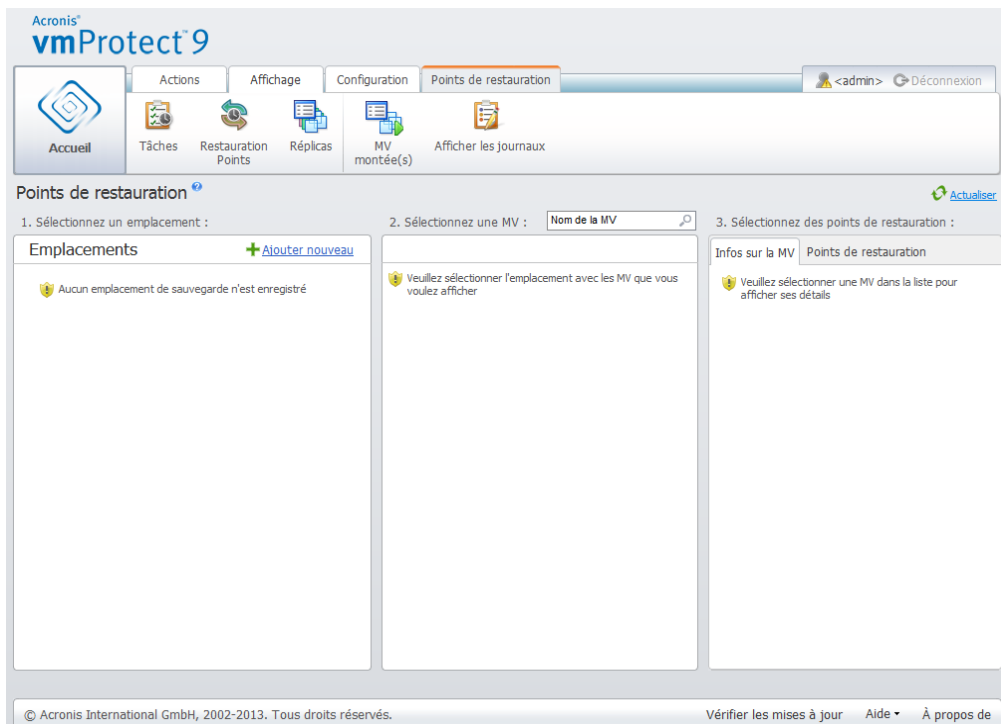 Acronis®
vmProtect™ 9
Actions
Affichage
Configuration
Points de restauration
<admin>
Déconnexion
Accueil
Tâches
Restauration
Points
Réplicas
MV
montée(s)
Afficher les journaux
Points de restauration
Actualiser
1. Sélectionnez un emplacement :
2. Sélectionnez une MV :
Nom de la MV
3. Sélectionnez des points de restauration :
Emplacements
Ajouter nouveau
Infos sur la MV
Points de restauration
Aucun emplacement de sauvegarde n'est enregistré
Veuillez sélectionner l'emplacement avec les MV que vous
voulez afficher
Veuillez sélectionner une MV dans la liste pour
afficher ses détails
© Acronis International GmbH, 2002-2013. Tous droits réservés.
Vérifier les mises à jour
Aide
À propos de